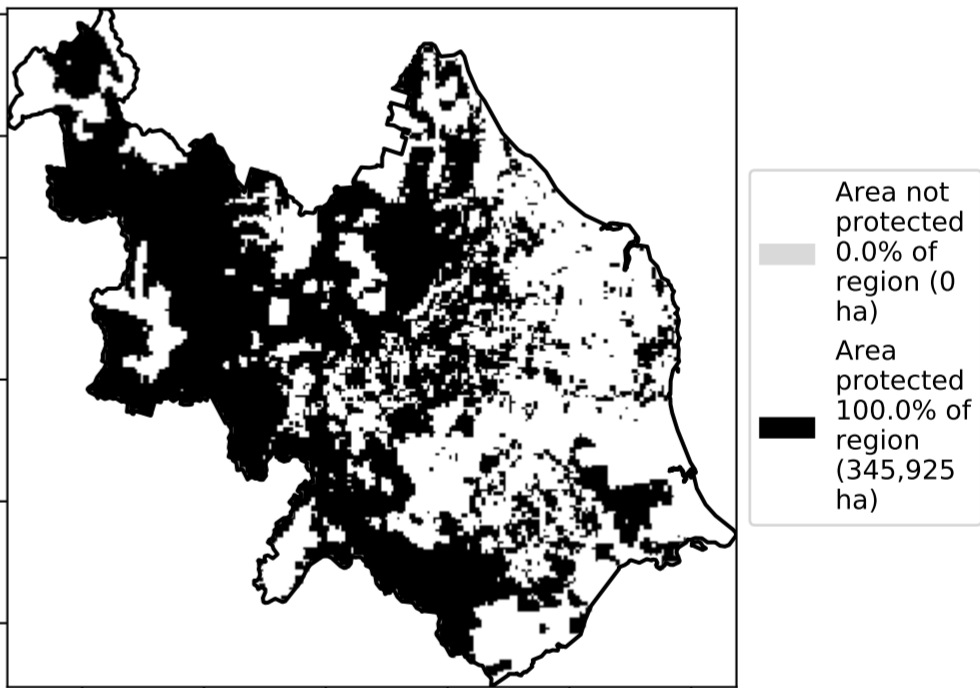 Area not
protected
0.0% of
region (0
ha)
Area
protected
100.0% of
region
(345,925
ha)